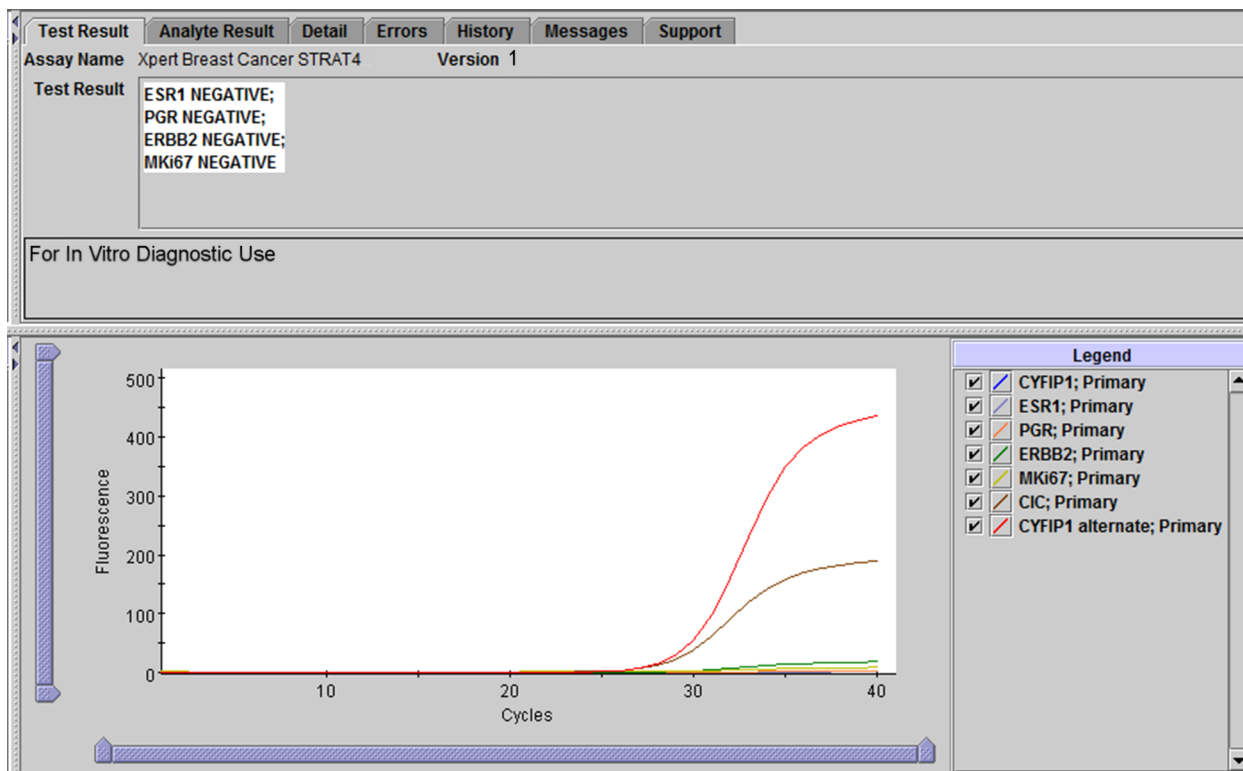 Test Result Analyte Result Detail Errors History Messages Support
Assay Name Xpert Breast Cancer STRAT4 Version 1
Test Result
ESR1 NEGATIVE;
PGR NEGATIVE;
ERBB2 NEGATIVE;
MKi67 NEGATIVE
For In Vitro Diagnostic Use
500
400
300
200
100
0
Fluorescence
10 20 30 40
Cycles
Legend
CYFIP1; Primary
ESR1; Primary
PGR; Primary
ERBB2; Primary
MKi67; Primary
CIC; Primary
CYFIP1 alternate; Primary